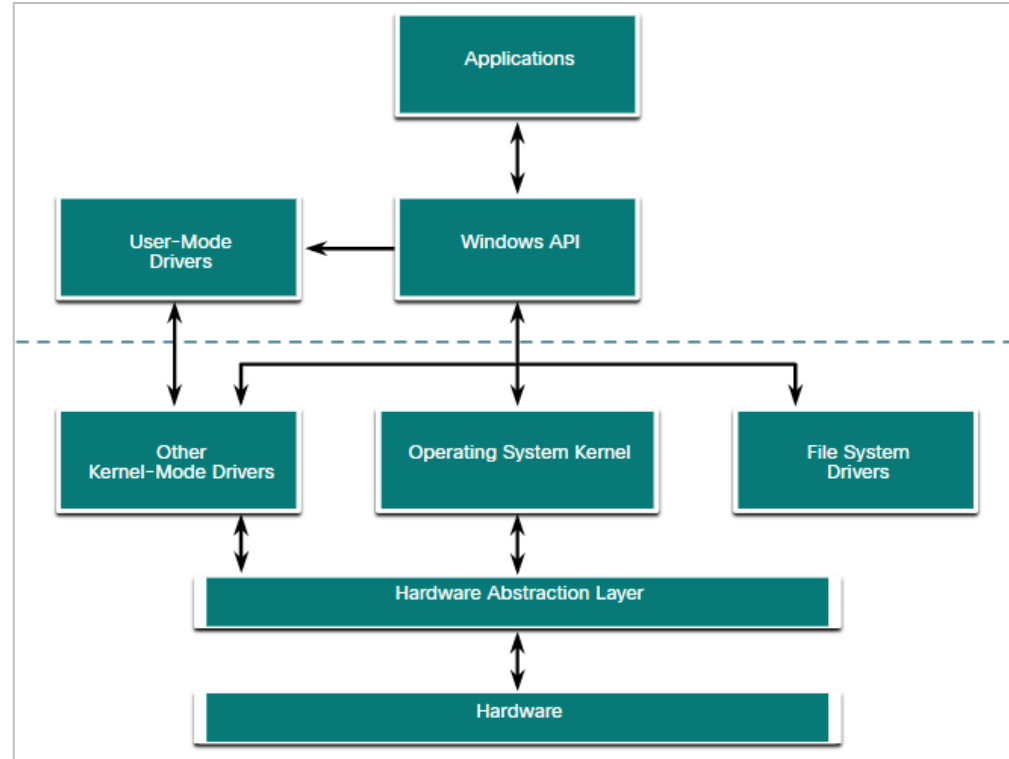 Applications
User-Mode
Drivers
Windows API
Other
Kernel-Mode Drivers
Operating System Kernel
File System
Drivers
Hardware Abstraction Layer
Hardware